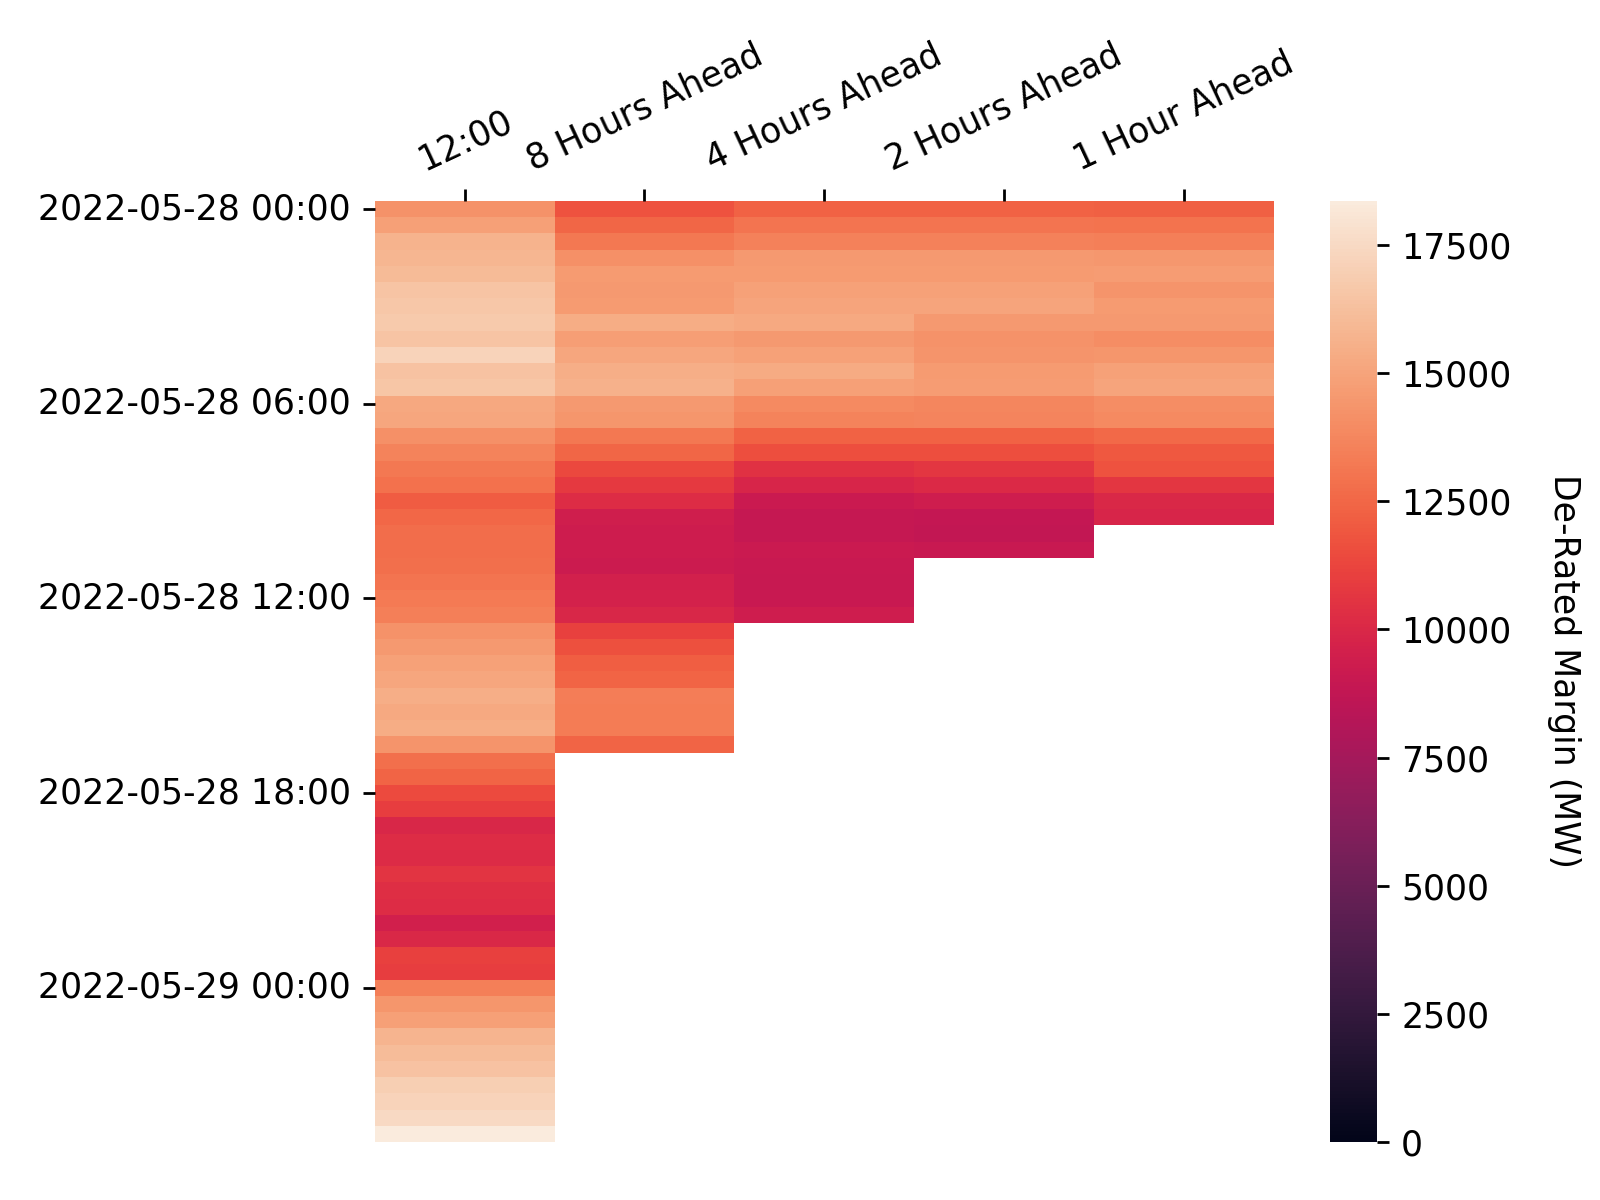 12:00
8 Hours Ahead
4 Hours Ahead
2 Hours Ahead
1 Hour Ahead
2022-05-28 00:00
2022-05-28 06:00
2022-05-28 12:00
2022-05-28 18:00
2022-05-29 00:00
17500
15000
12500
10000
7500
5000
2500
0
De-Rated Margin (MW)